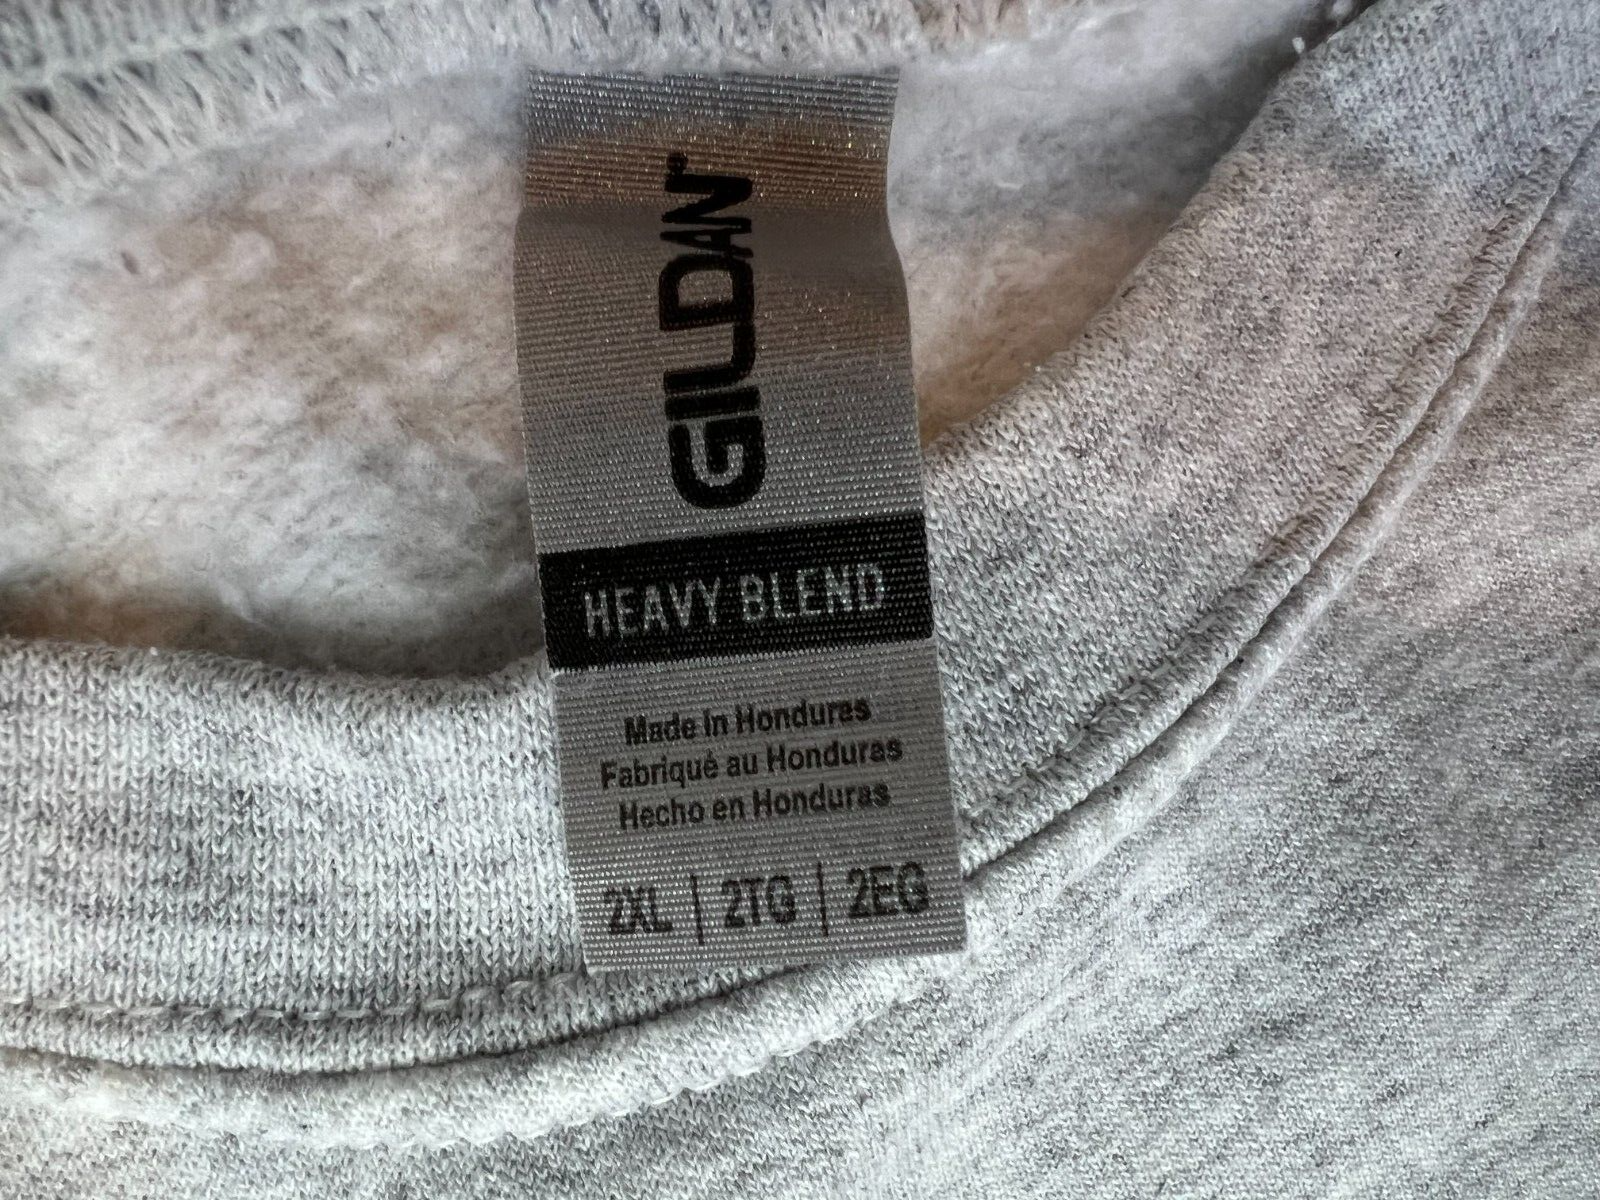 GILDAN
HEAVY BLEND
Made in Honduras
Fabriqué au Honduras
Hecho en Honduras
2XL | 2TG | 2EG